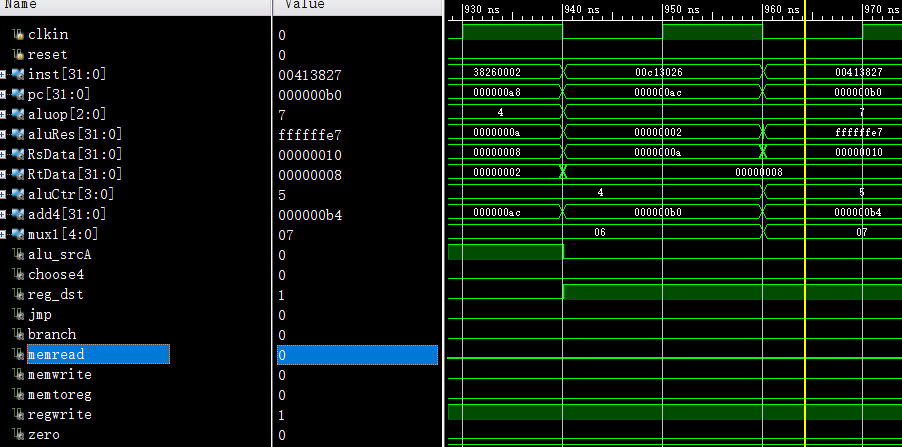 Name Value 930 ns 940 ns 950 ns 960 ns 970 ns
clkin 0
reset 0
inst[31:0] 00413827 38260002 00c13026 00413827
pc[31:0] 000000b0 000000a8 000000ac 000000b0
aluop[2:0] 7 4 7
aluRes[31:0] ffffffe7 0000000a 00000002 ffffffe7
RsData[31:0] 00000010 00000008 0000000a 00000010
RtData[31:0] 00000008 00000002 00000008
aluCtr[3:0] 5 4 5
add4[31:0] 000000b4 000000ac 000000b0 000000b4
mux1[4:0] 07 06 07
alu_srcA 0
choose4 0
reg_dst 1
jmp 0
branch 0
memread 0
memwrite 0
memtoreg 0
regwrite 1
zero 0